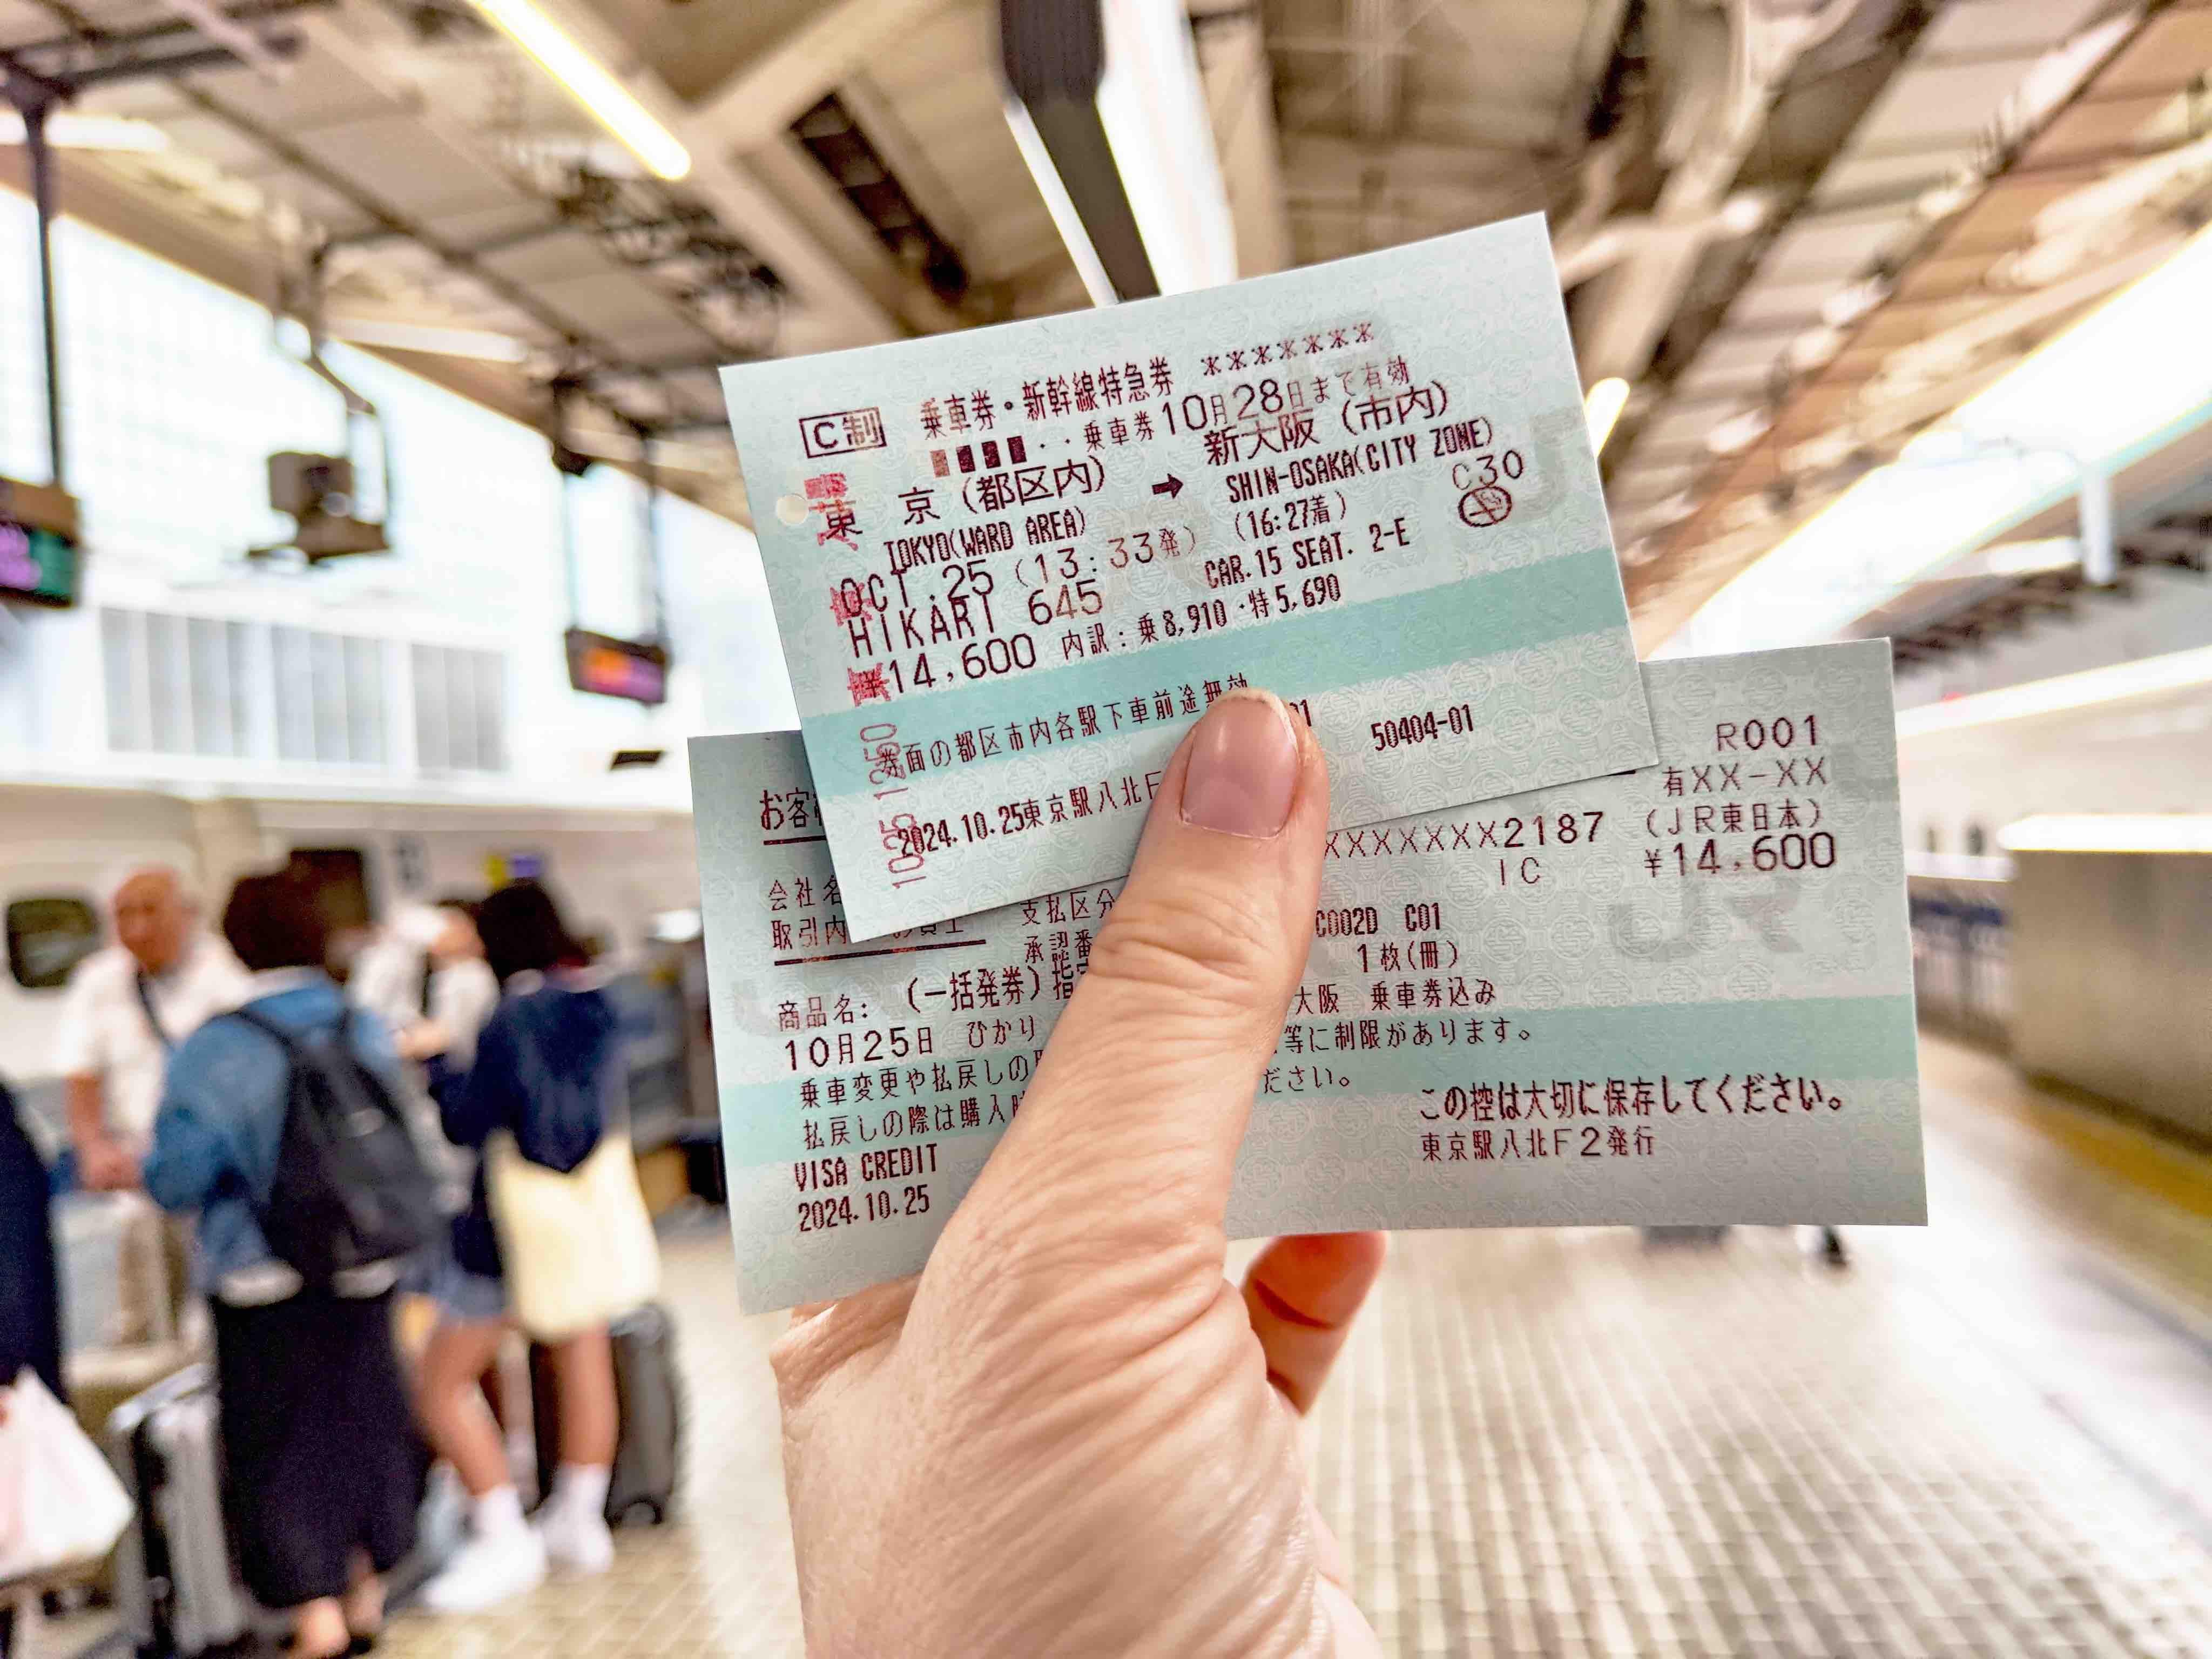 C制 乗車券・新幹線特急券 *******
・・乗車券10月28日まで有効
東 京(都区内) → 新大阪(市内)
TOKYO(WARD AREA) SHIN-OSAKA(CITY ZONE)
OCT.25 (13:33発) (16:27着) C30
HIKARI 645 CAR.15 SEAT. 2-E
¥14,600 内訳:乗8,910・特5,690
券面の都区市内各駅下車前途無効
2024.10.25東京駅八北F 01 50404-01
10-25 1250
お客 R001
有XX-XX
会社名 XXXXXXX2187 (JR東日本)
取引内 支払区分 IC ¥14,600
承認番 C002D C01
1枚(冊)
商品名: (一括発券)指 大阪 乗車券込み
10月25日 ひかり 等に制限があります。
乗車変更や払戻しの ださい。
払戻しの際は購入 この控は大切に保存してください。
VISA CREDIT 東京駅八北F2発行
2024.10.25